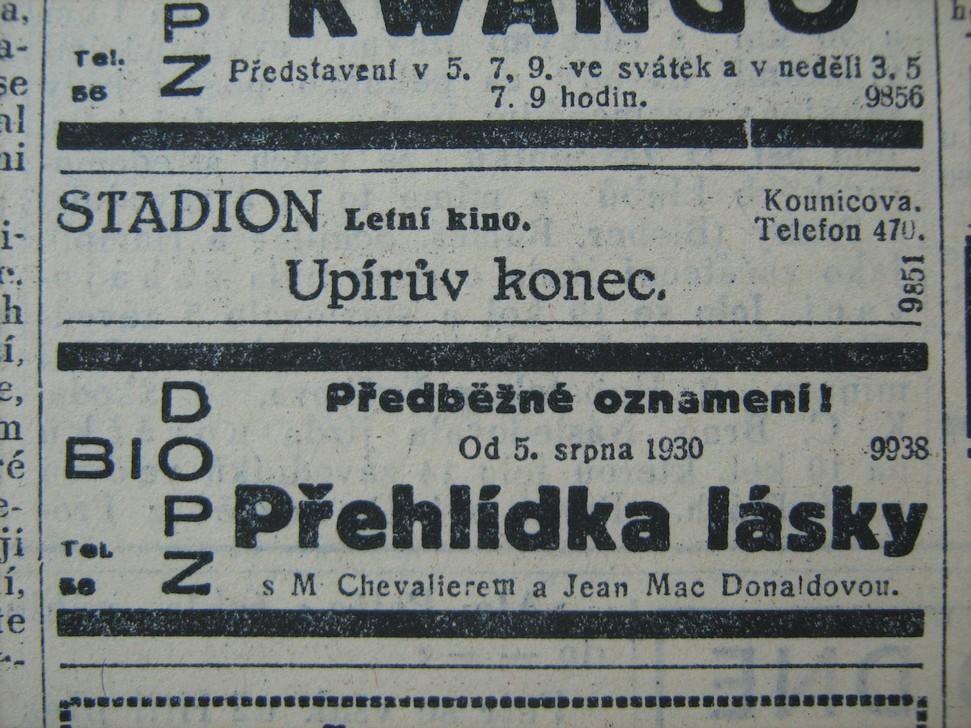 KWANGO
P
Z
Tel.
56
Představení v 5. 7, 9. ve svátek a v neděli 3. 5
7. 9 hodin. 9856
STADION Letní kino. Kounicova.
Telefon 470.
Upírův konec.
9851
D
BIO
P
Z
Tel.
56
Předběžné oznamení!
Od 5. srpna 1930 9938
Přehlídka lásky
s M Chevalierem a Jean Mac Donaldovou.